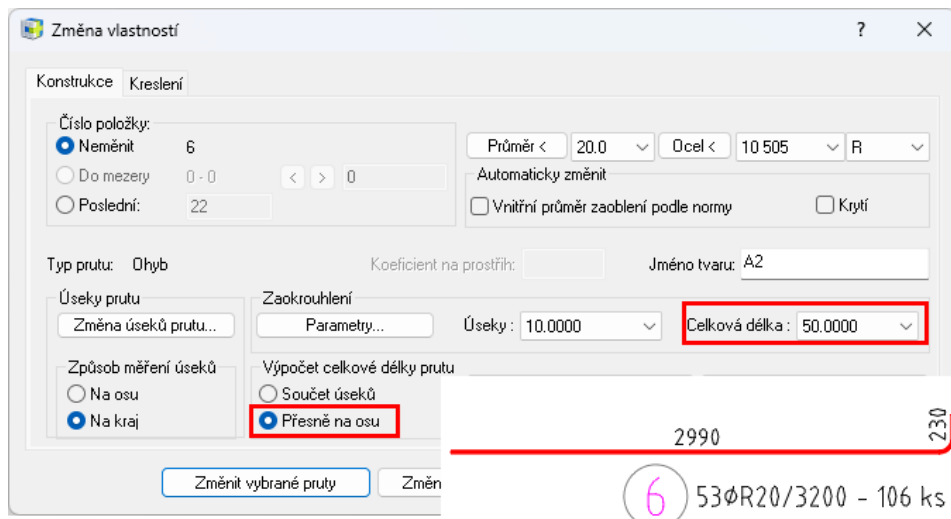 Změna vlastností ? ×
Konstrukce Kreslení
Číslo položky:
Neměnit 6
Průměr < 20.0 Ocel < 10 505 R
Do mezery 0 - 0 < > 0
Automaticky změnit
Poslední: 22
Vnitřní průměr zaoblení podle normy Krytí
Typ prutu: Ohyb Koeficient na prostřih: Jméno tvaru: A2
Úseky prutu Zaokrouhlení
Změna úseků prutu... Parametry... Úseky : 10.0000 Celková délka : 50.0000
Způsob měření úseků Výpočet celkové délky prutu
Na osu Součet úseků
Na kraj Přesně na osu
2990 230
Změnit vybrané pruty Změn
6 53ØR20/3200 - 106 ks